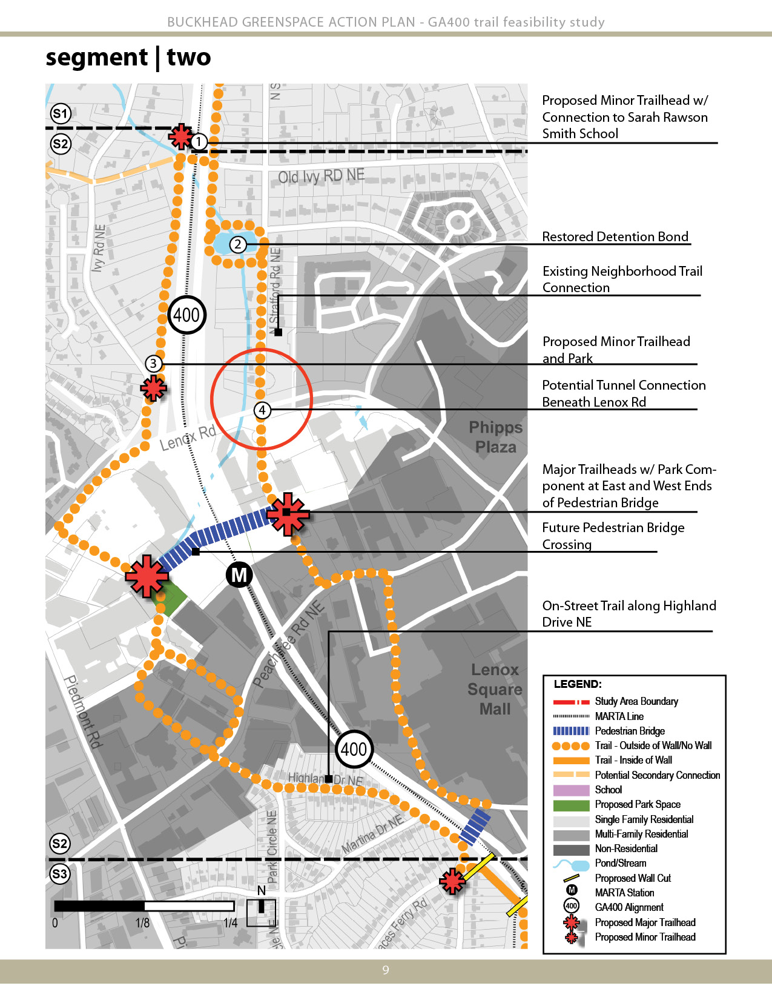 BUCKHEAD GREENSPACE ACTION PLAN - GA400 trail feasibility study
segment | two
S1
S2
1
N S
Old Ivy RD NE
Ivy Rd NE
2
N Stratford Rd NE
400
3
4
Lenox Rd
Phipps
Plaza
M
Peachtree Rd NE
Lenox
Square
Mall
Piedmont Rd
400
Highland Dr NE
Martina Dr NE
Park Circle NE
S2
S3
N
0
1/8
1/4
Pi
cle NE
aces Ferry Rd
Proposed Minor Trailhead w/
Connection to Sarah Rawson
Smith School
Restored Detention Bond
Existing Neighborhood Trail
Connection
Proposed Minor Trailhead
and Park
Potential Tunnel Connection
Beneath Lenox Rd
Major Trailheads w/ Park Com-
ponent at East and West Ends
of Pedestrian Bridge
Future Pedestrian Bridge
Crossing
On-Street Trail along Highland
Drive NE
LEGEND:
Study Area Boundary
MARTA Line
Pedestrian Bridge
Trail - Outside of Wall/No Wall
Trail - Inside of Wall
Potential Secondary Connection
School
Proposed Park Space
Single Family Residential
Multi-Family Residential
Non-Residential
Pond/Stream
Proprosed Wall Cut
M MARTA Station
400 GA400 Alignment
Proposed Major Trailhead
Proposed Minor Trailhead
9